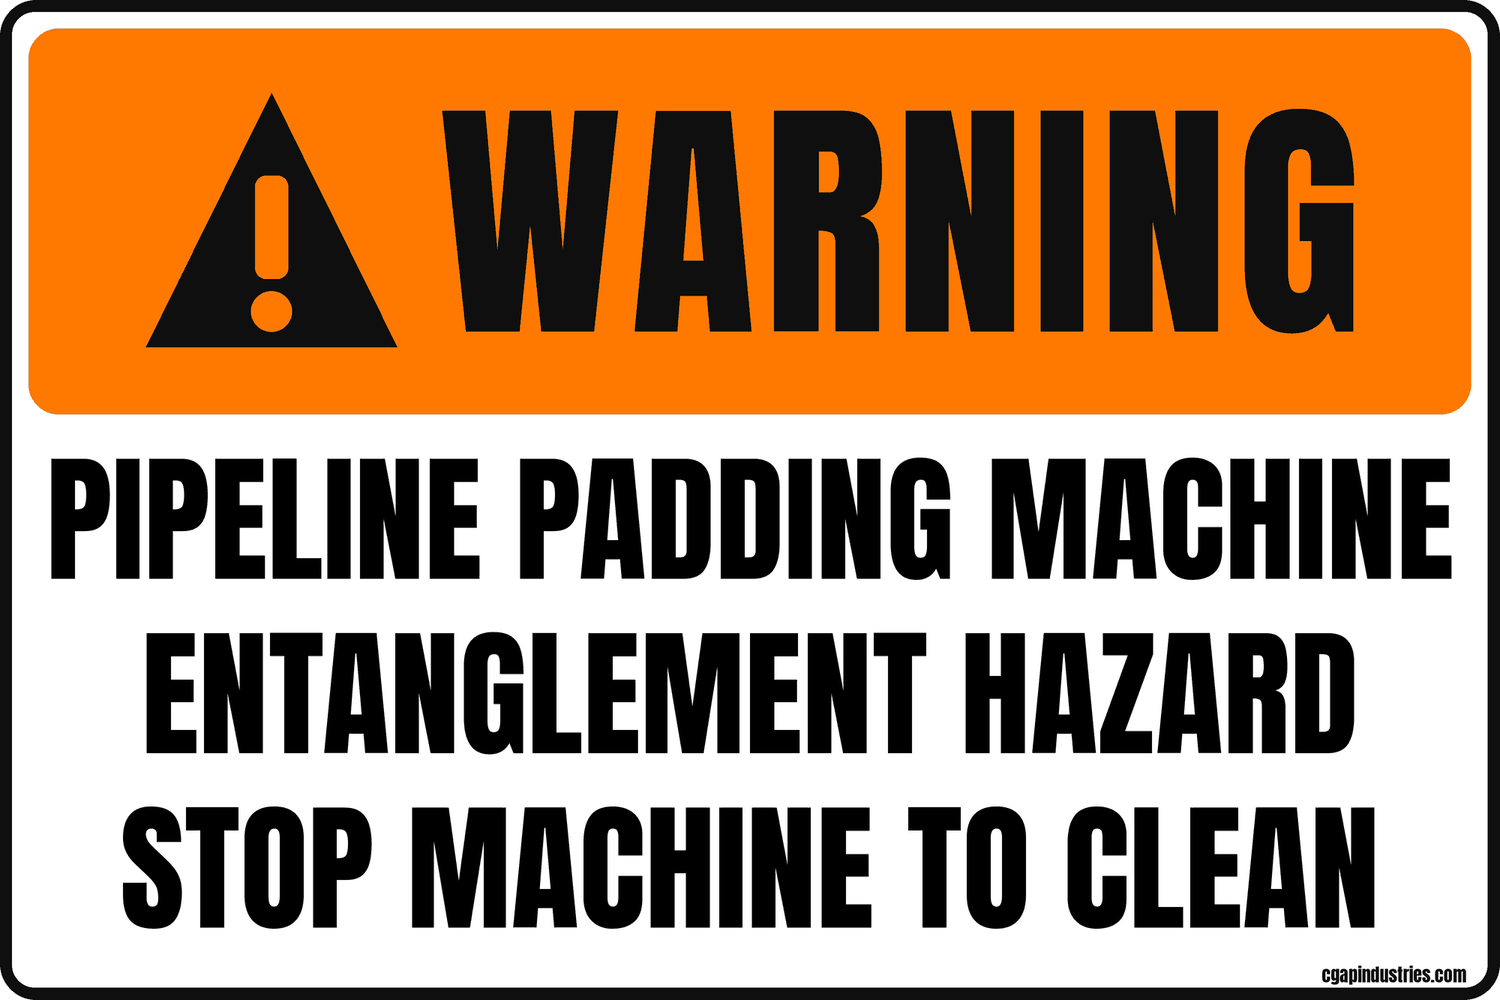 WARNING
PIPELINE PADDING MACHINE
ENTANGLEMENT HAZARD
STOP MACHINE TO CLEAN
cgapindustries.com